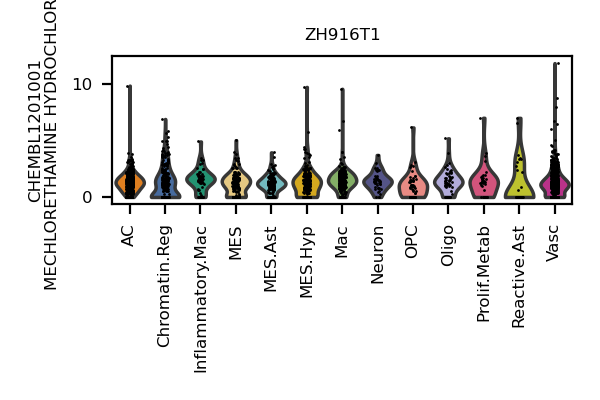 ZH916T1
CHEMBL1201001
MECHLORETHAMINE HYDROCHLOR
10
0
AC
Chromatin.Reg
Inflammatory.Mac
MES
MES.Ast
MES.Hyp
Mac
Neuron
OPC
Oligo
Prolif.Metab
Reactive.Ast
Vasc